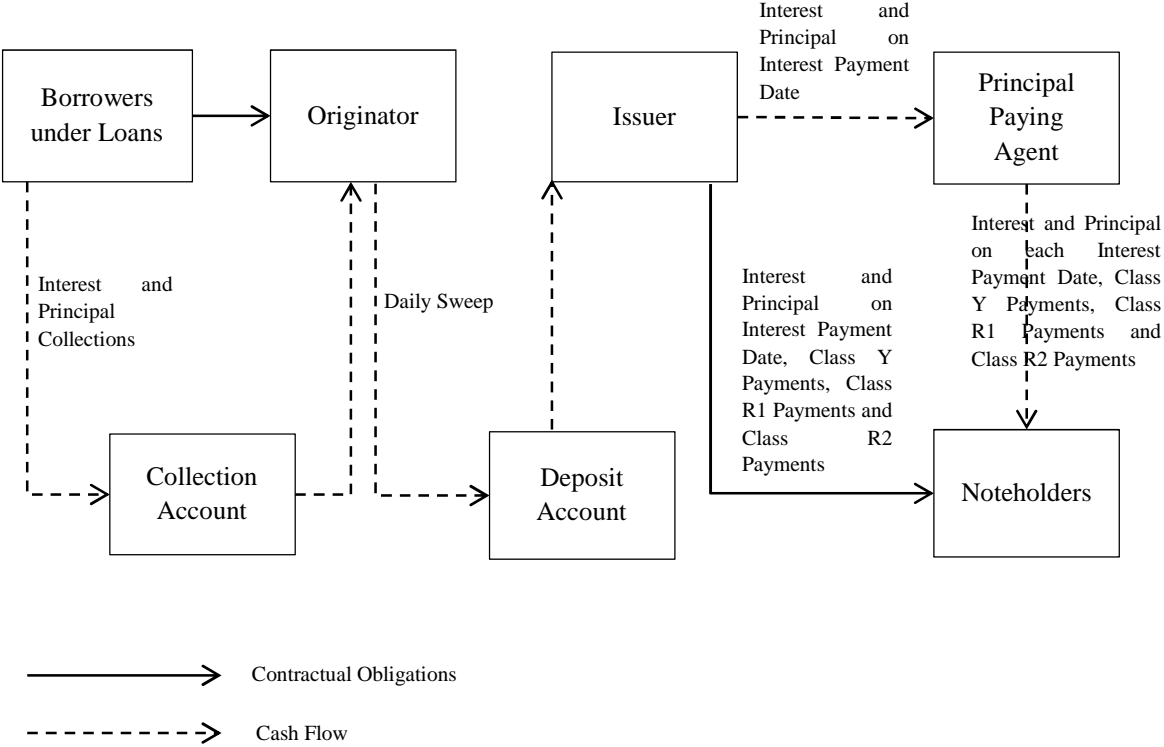 Interest and
Principal on
Interest Payment
Date
Borrowers
under Loans
Originator
Issuer
Principal
Paying
Agent
Interest and
Principal
Collections
Daily Sweep
Interest and
Principal on
Interest Payment
Date, Class Y
Payments, Class
R1 Payments and
Class R2
Payments
Interest and Principal
on each Interest
Payment Date, Class
Y Payments, Class
R1 Payments and
Class R2 Payments
Collection
Account
Deposit
Account
Noteholders
Contractual Obligations
Cash Flow